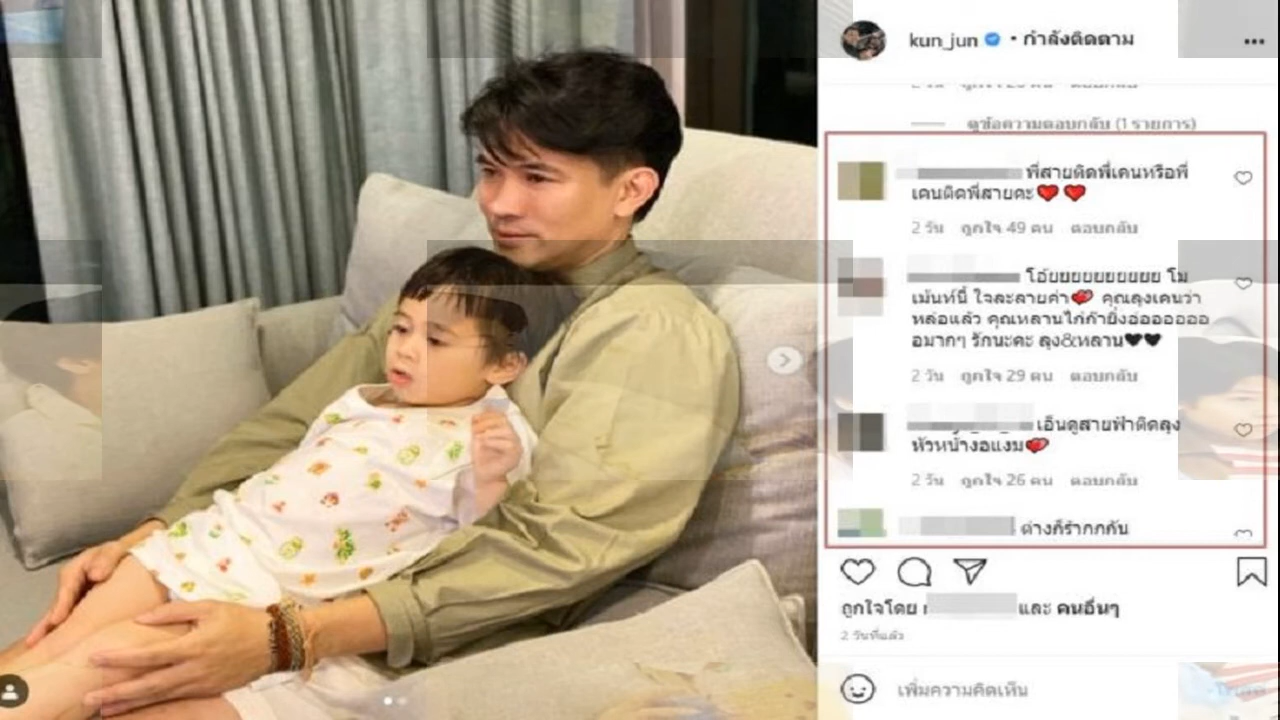 kun_jun • กำลังติดตาม
ดูข้อความตอบกลับ (1 รายการ)
พี่สายติดพี่เคนหรือพี่
เคนติดพี่สายคะ❤️❤️
2 วัน ถูกใจ 49 คน ตอบกลับ
โอ๊ยยยยยยยยยย โม
เม้นท์นี้ ใจละลายค่า💕 คุณลุงเคนว่า
หล่อแล้ว คุณหลานไก่ก้ายิ่งฮ่ออออออ
อมากๆ รักนะคะ ลุง&หลาน🖤🖤
2 วัน ถูกใจ 29 คน ตอบกลับ
เอ็นดูสายฟ้าติดลุง
หัวหน้างอแงม💕
2 วัน ถูกใจ 26 คน ตอบกลับ
ต่างก็ร๊ากกกัน
ถูกใจโดย และ คนอื่นๆ
2 วันที่แล้ว
เพิ่มความคิดเห็น